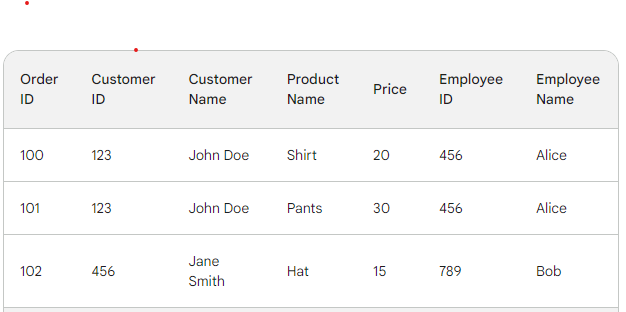 Order ID Customer ID Customer Name Product Name Price Employee ID Employee Name
100 123 John Doe Shirt 20 456 Alice
101 123 John Doe Pants 30 456 Alice
102 456 Jane Smith Hat 15 789 Bob